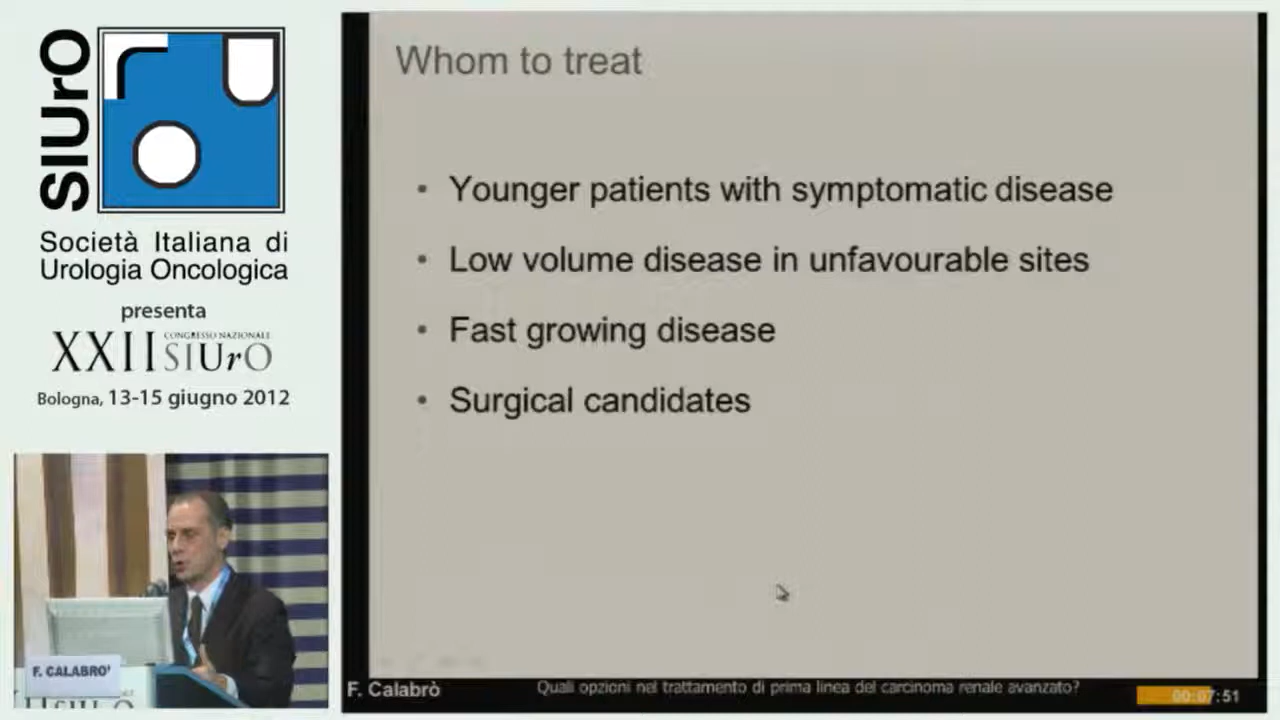 SIUrO
Società Italiana di
Urologia Oncologica
presenta
XXII CONGRESSO NAZIONALE
SIUrO
Bologna, 13-15 giugno 2012
Whom to treat
• Younger patients with symptomatic disease
• Low volume disease in unfavourable sites
• Fast growing disease
• Surgical candidates
F. CALABRO'
F. Calabrò
Quali opzioni nel trattamento di prima linea del carcinoma renale avanzato?
00:07:51